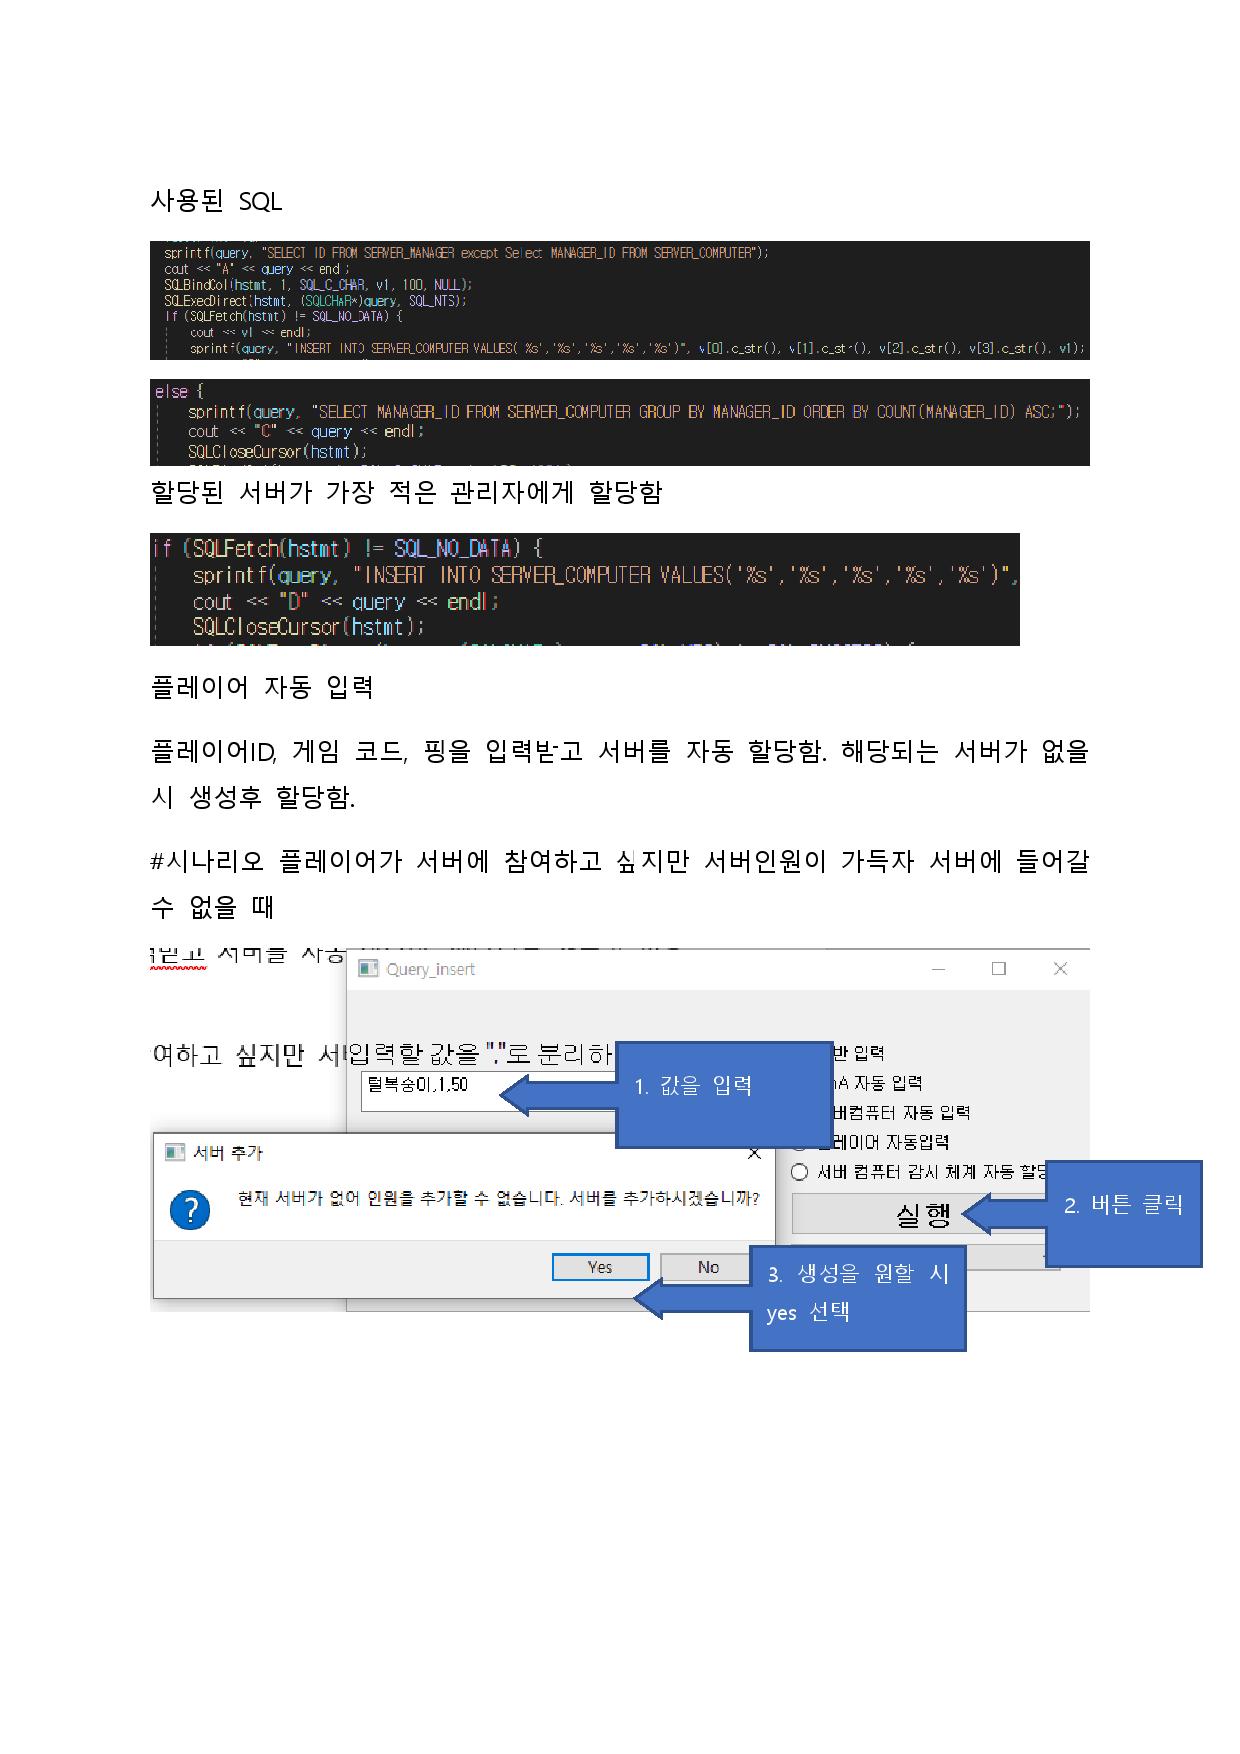 사용된 SQL
sprintf(query, "SELECT ID FROM SERVER_MANAGER except Select MANAGER_ID FROM SERVER_COMPUTER");
cout << "A" << query << endl;
SQLBindCol(hstmt, 1, SQL_C_CHAR, v1, 100, NULL);
SQLExecDirect(hstmt, (SQLCHAR*)query, SQL_NTS);
if (SQLFetch(hstmt) != SQL_NO_DATA) {
cout << v1 << endl;
sprintf(query, "INSERT INTO SERVER_COMPUTER VALUES('%s','%s','%s','%s','%s')", v[0].c_str(), v[1].c_str(), v[2].c_str(), v[3].c_str(), v1);
else {
sprintf(query, "SELECT MANAGER_ID FROM SERVER_COMPUTER GROUP BY MANAGER_ID ORDER BY COUNT(MANAGER_ID) ASC;");
cout << "C" << query << endl;
SQLCloseCursor(hstmt);
할당된 서버가 가장 적은 관리자에게 할당함
if (SQLFetch(hstmt) != SQL_NO_DATA) {
sprintf(query, "INSERT INTO SERVER_COMPUTER VALUES('%s','%s','%s','%s','%s')",
cout << "D" << query << endl;
SQLCloseCursor(hstmt);
플레이어 자동 입력
플레이어ID, 게임 코드, 핑을 입력받고 서버를 자동 할당함. 해당되는 서버가 없을
시 생성후 할당함.
#시나리오 플레이어가 서버에 참여하고 싶지만 서버인원이 가득자 서버에 들어갈
수 없을 때
서버를 자동
Query_insert
여하고 싶지만 서
입력할 값을 ","로 분리하
반 입력
털복숭이,1,50
1. 값을 입력
자동 입력
버컴퓨터 자동 입력
레이어 자동입력
서버 컴퓨터 감시 체계 자동 할당
서버 추가
현재 서버가 없어 인원을 추가할 수 없습니다. 서버를 추가하시겠습니까?
실행
2. 버튼 클릭
Yes
No
3. 생성을 원할 시
yes 선택